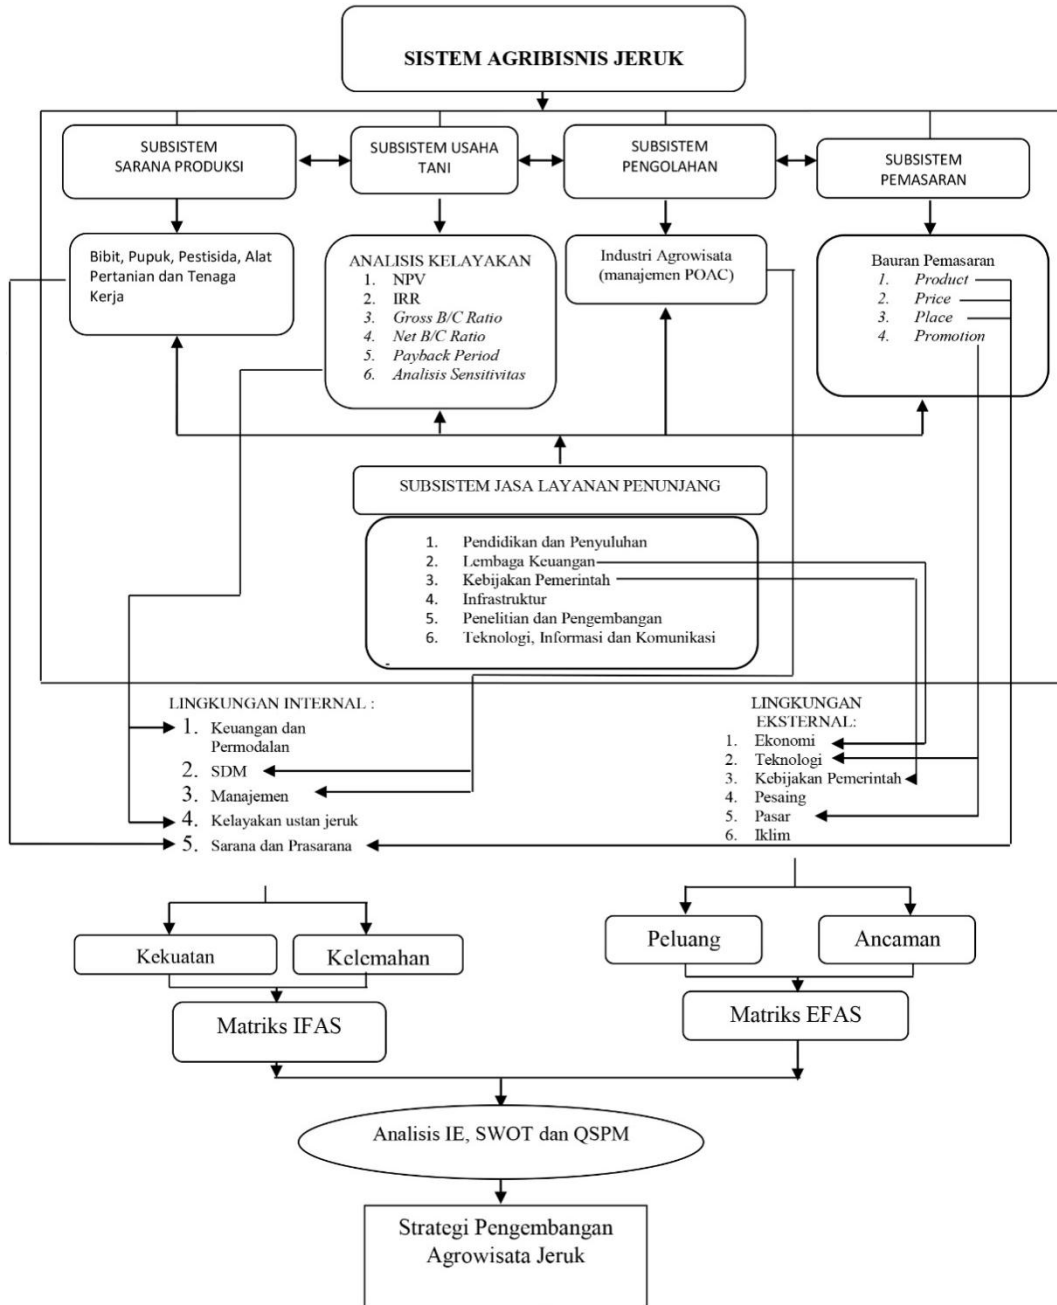 SISTEM AGRIBISNIS JERUK
SUBSISTEM
SARANA PRODUKSI
SUBSISTEM USAHA
TANI
SUBSISTEM
PENGOLAHAN
SUBSISTEM
PEMASARAN
Bibit, Pupuk, Pestisida, Alat
Pertanian dan Tenaga
Kerja
ANALISIS KELAYAKAN
1. NPV
2. IRR
3. Gross B/C Ratio
4. Net B/C Ratio
5. Payback Period
6. Analisis Sensitivitas
Industri Agrowisata
(manajemen POAC)
Bauran Pemasaran
1. Product
2. Price
3. Place
4. Promotion
SUBSISTEM JASA LAYANAN PENUNJANG
1. Pendidikan dan Penyuluhan
2. Lembaga Keuangan
3. Kebijakan Pemerintah
4. Infrastruktur
5. Penelitian dan Pengembangan
6. Teknologi, Informasi dan Komunikasi
-
LINGKUNGAN INTERNAL :
1. Keuangan dan
Permodalan
2. SDM
3. Manajemen
4. Kelayakan ustan jeruk
5. Sarana dan Prasarana
LINGKUNGAN
EKSTERNAL:
1. Ekonomi
2. Teknologi
3. Kebijakan Pemerintah
4. Pesaing
5. Pasar
6. Iklim
Kekuatan
Kelemahan
Peluang
Ancaman
Matriks IFAS
Matriks EFAS
Analisis IE, SWOT dan QSPM
Strategi Pengembangan
Agrowisata Jeruk